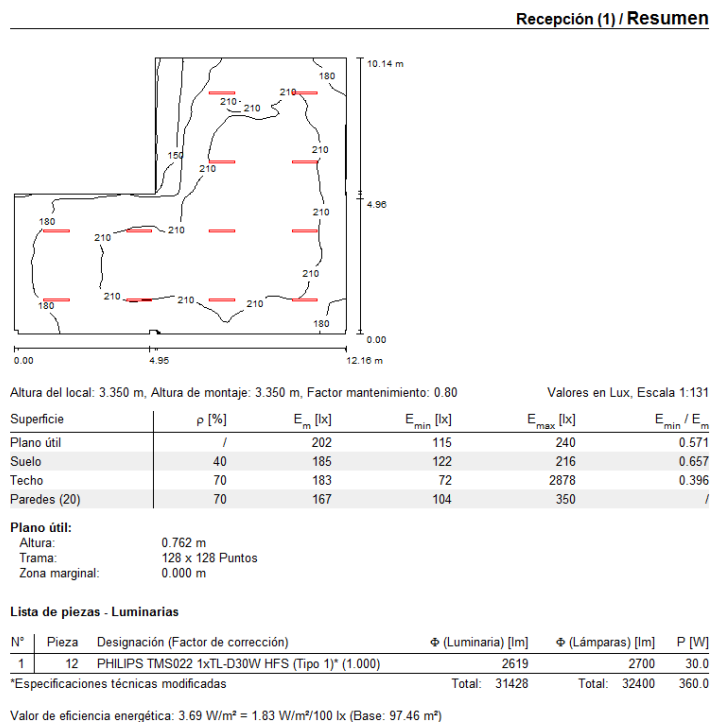 Recepción (1) / Resumen
10.14 m
180
210
210
210
210
150
210
210
4.96
180
210
210
210
210
210
210
210
180
180
0.00
0.00
4.95
12.16 m
Altura del local: 3.350 m, Altura de montaje: 3.350 m, Factor mantenimiento: 0.80
Valores en Lux, Escala 1:131
Superficie ρ [%] Em [lx] Emin [lx] Emax [lx] Emin / Em
Plano útil / 202 115 240 0.571
Suelo 40 185 122 216 0.657
Techo 70 183 72 2878 0.396
Paredes (20) 70 167 104 350 /
Plano útil:
Altura: 0.762 m
Trama: 128 x 128 Puntos
Zona marginal: 0.000 m
Lista de piezas - Luminarias
N° Pieza Designación (Factor de corrección) Φ (Luminaria) [lm] Φ (Lámparas) [lm] P [W]
1 12 PHILIPS TMS022 1xTL-D30W HFS (Tipo 1)* (1.000) 2619 2700 30.0
*Especificaciones técnicas modificadas Total: 31428 Total: 32400 360.0
Valor de eficiencia energética: 3.69 W/m² = 1.83 W/m²/100 lx (Base: 97.46 m²)